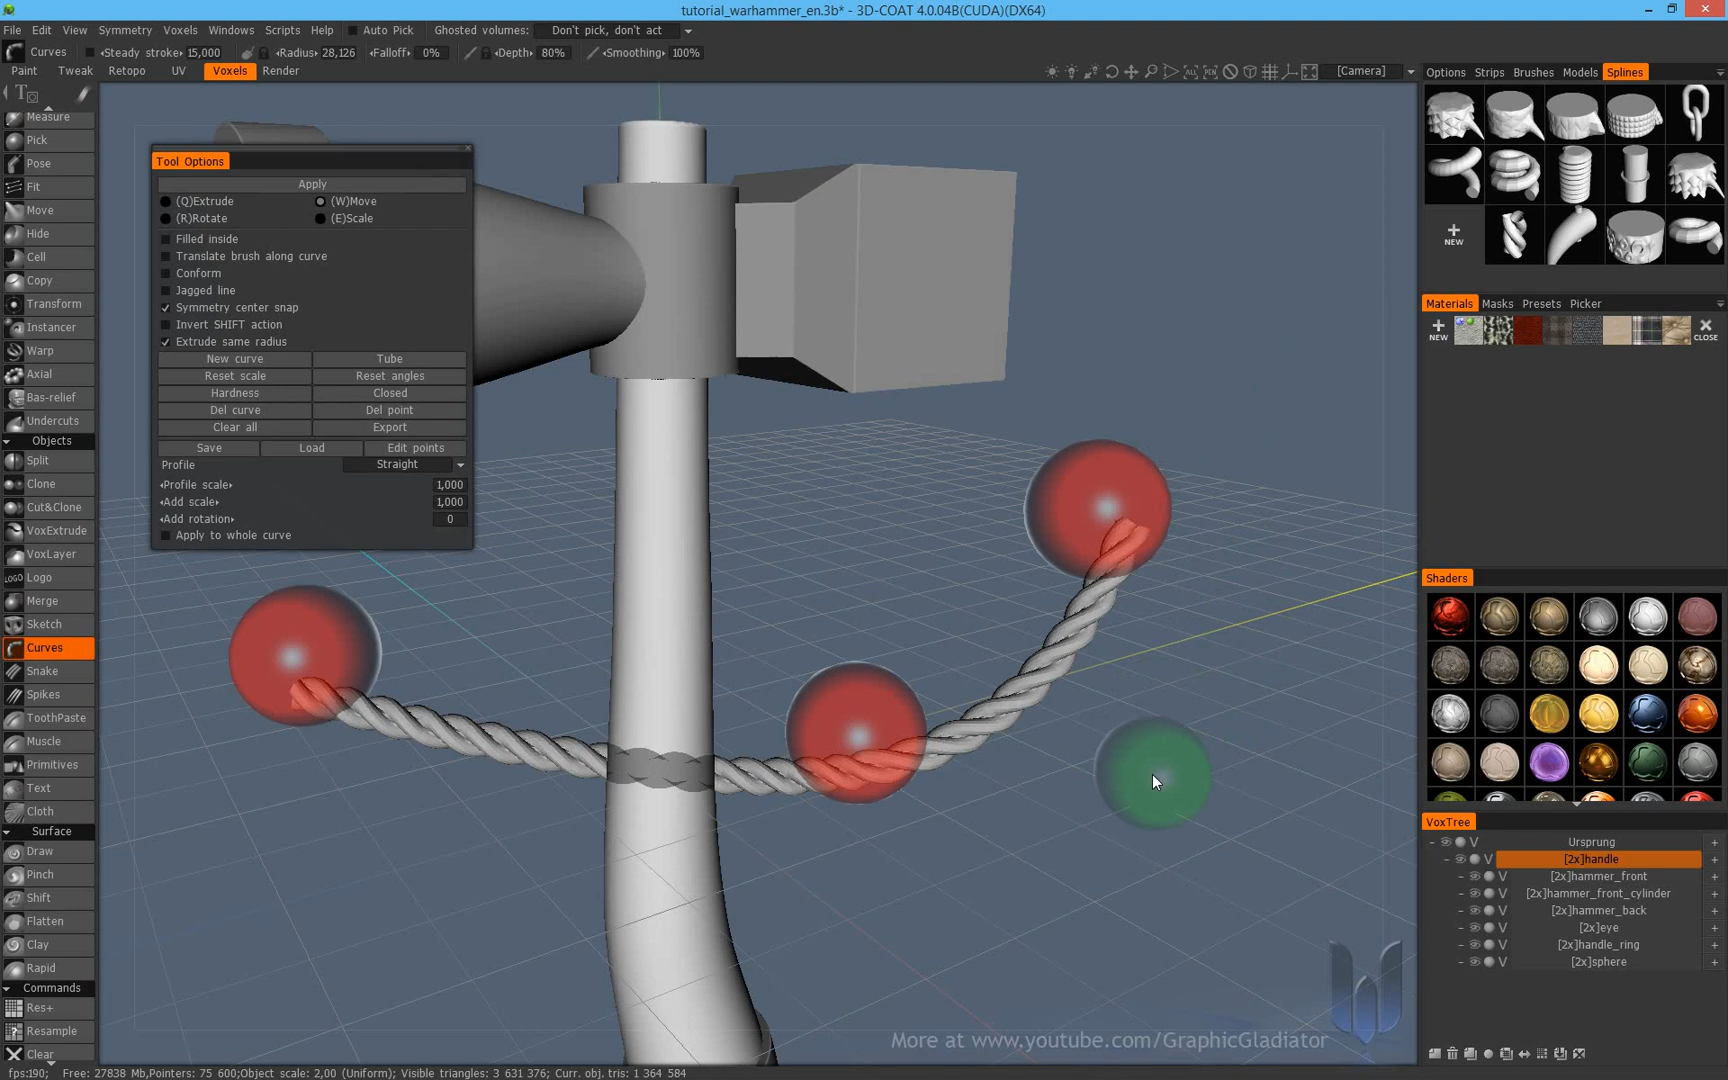 tutorial_warhammer_en.3b* - 3D-COAT 4.0.04B(CUDA)(DX64)
File Edit View Symmetry Voxels Windows Scripts Help Auto Pick Ghosted volumes: Don't pick, don't act
Curves Steady stroke 15,000 Radius 28,126 Falloff 0% Depth 80% Smoothing 100%
Paint Tweak Retopo UV Voxels Render
[Camera]
Options Strips Brushes Models Splines
NEW
Materials Masks Presets Picker
NEW
CLOSE
Shaders
VoxTree
Ursprung
[2x]handle
[2x]hammer_front
[2x]hammer_front_cylinder
[2x]hammer_back
[2x]eye
[2x]handle_ring
[2x]sphere
Measure
Pick
Pose
Fit
Move
Hide
Cell
Copy
Transform
Instancer
Warp
Axial
Bas-relief
Undercuts
Objects
Split
Clone
Cut&Clone
VoxExtrude
VoxLayer
LOGO Logo
Merge
Sketch
Curves
Snake
Spikes
ToothPaste
Muscle
Primitives
Text
Cloth
Surface
Draw
Pinch
Shift
Flatten
Clay
Rapid
Commands
Res+
Resample
Clear
Tool Options
Apply
(Q)Extrude (W)Move
(R)Rotate (E)Scale
Filled inside
Translate brush along curve
Conform
Jagged line
Symmetry center snap
Invert SHIFT action
Extrude same radius
New curve Tube
Reset scale Reset angles
Hardness Closed
Del curve Del point
Clear all Export
Save Load Edit points
Profile Straight
Profile scale 1,000
Add scale 1,000
Add rotation 0
Apply to whole curve
More at www.youtube.com/GraphicGladiator
fps:190; Free: 27838 Mb,Pointers: 75 600;Object scale: 2,00 (Uniform); Visible triangles: 3 631 376; Curr. obj. tris: 1 364 584